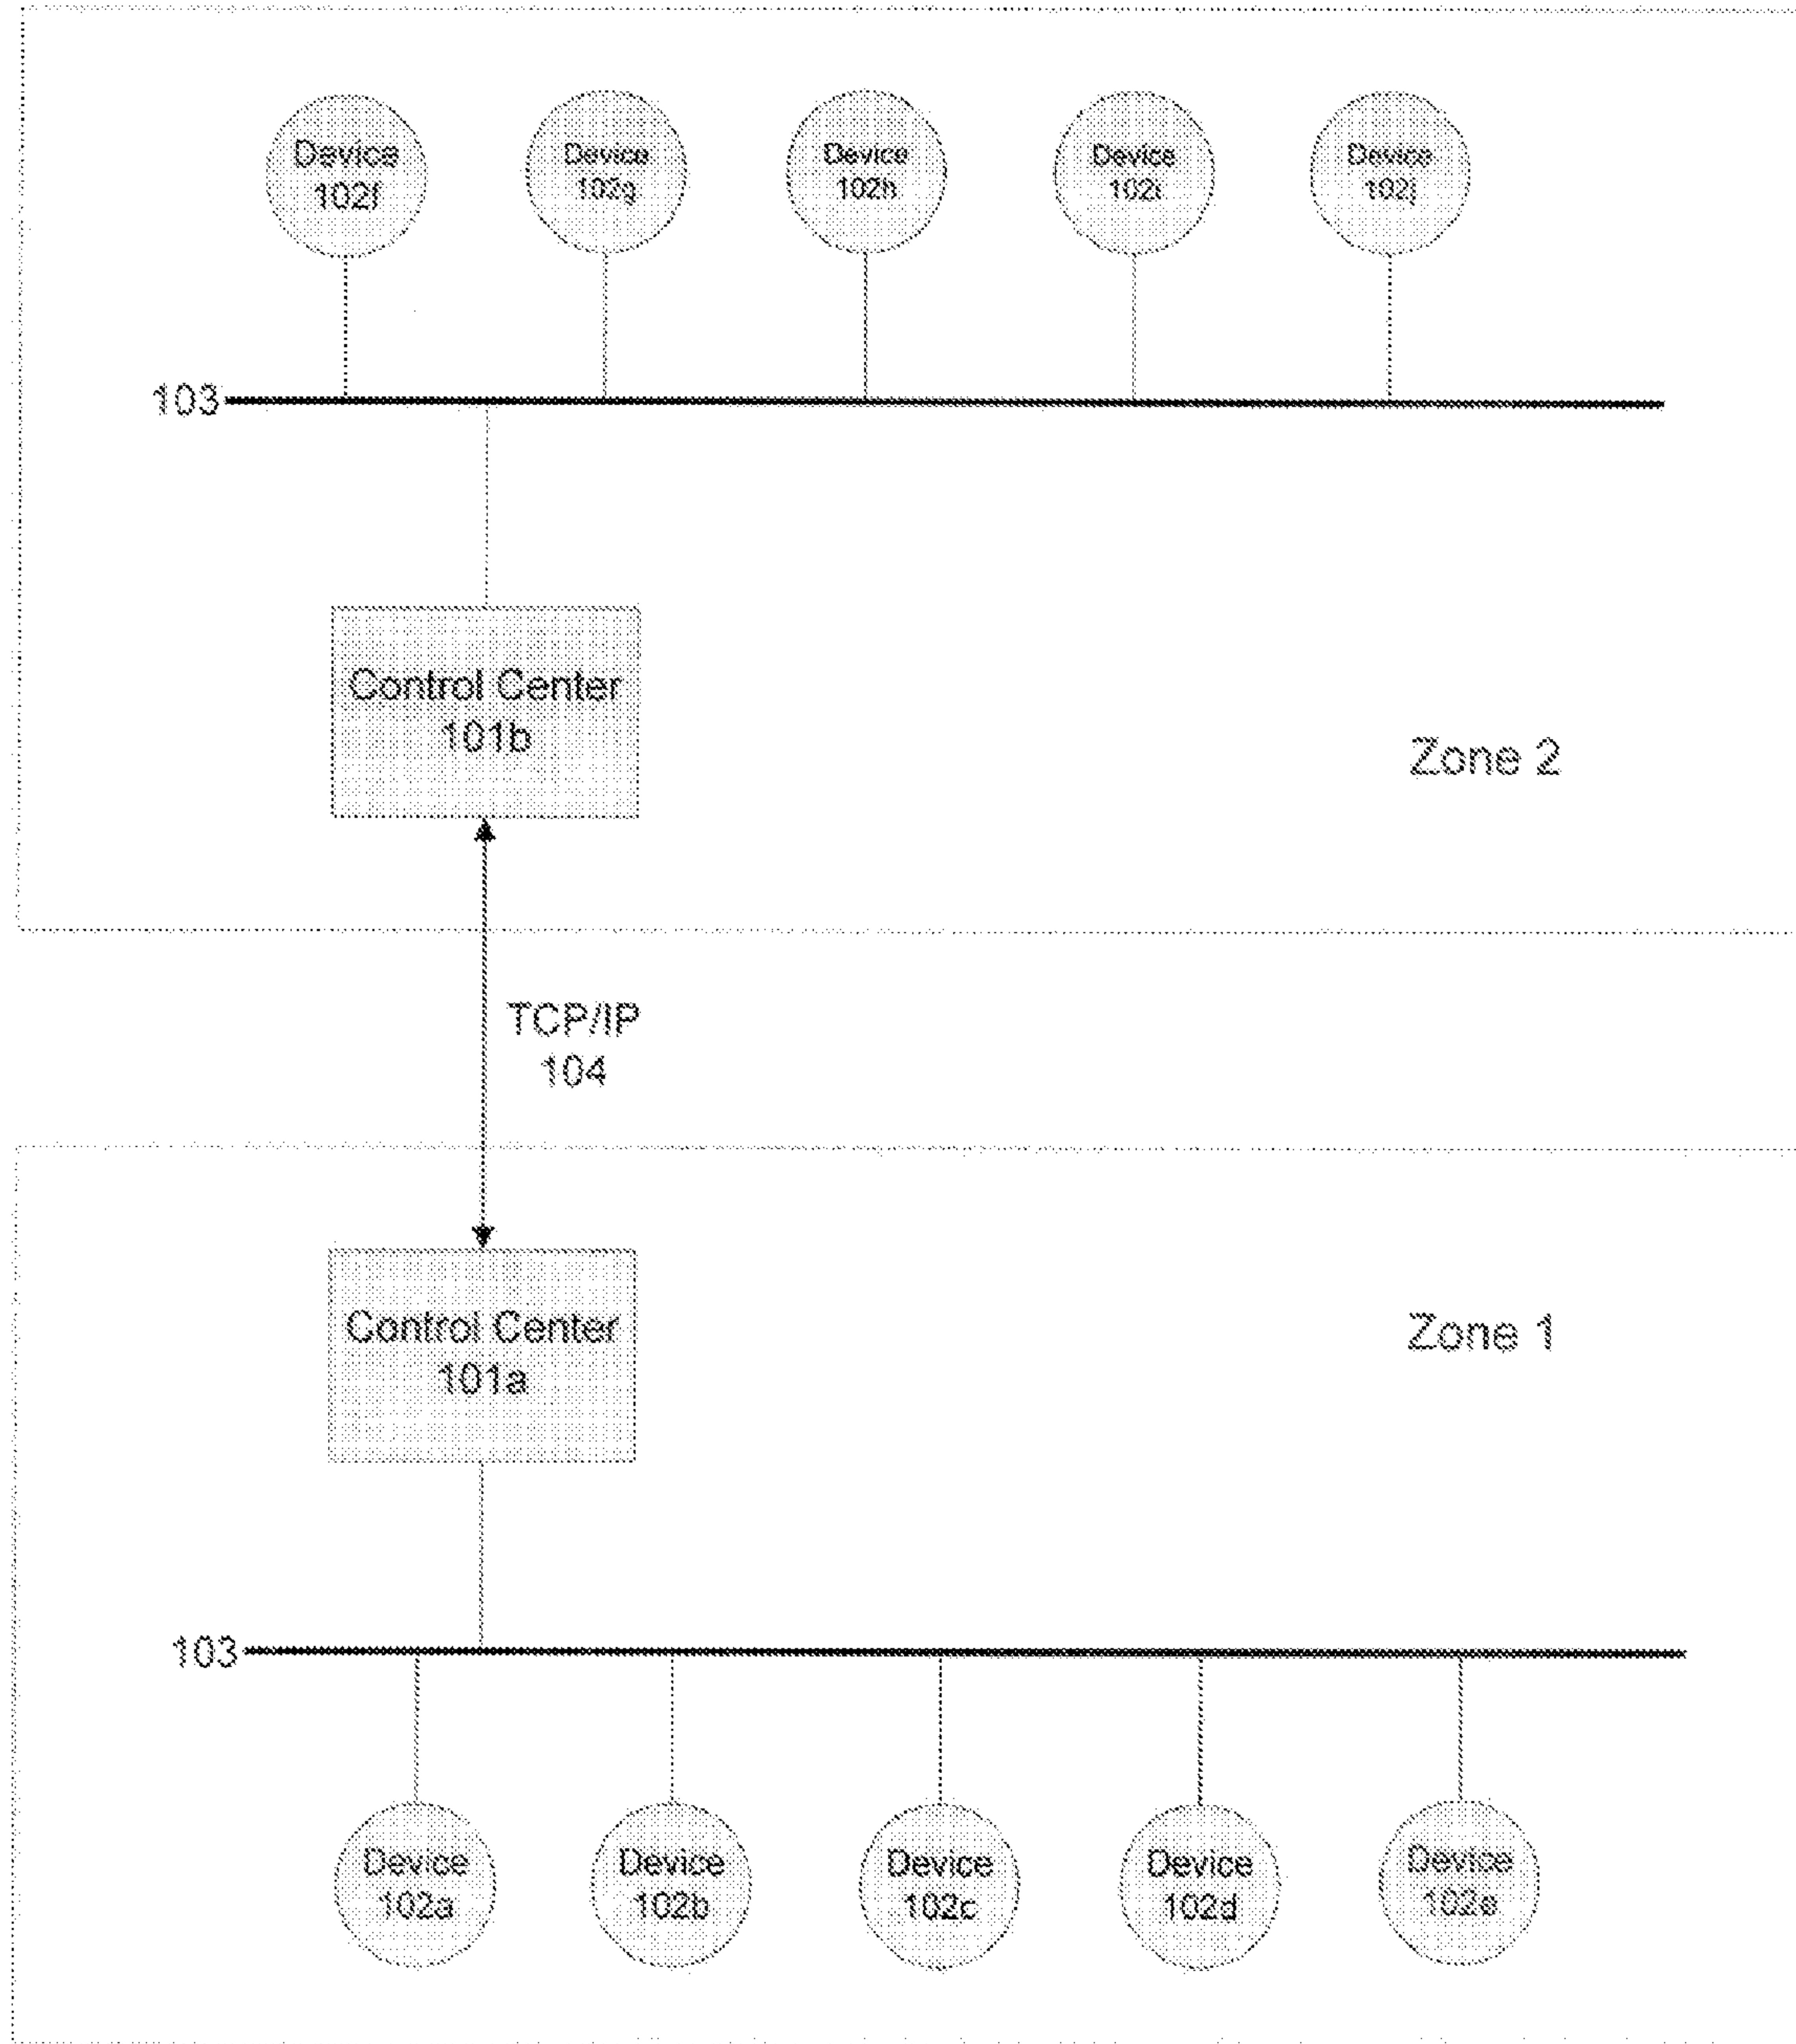 Device
102f
Device
102g
Device
102h
Device
102i
Device
102j
103
Control Center
101b
Zone 2
TCP/IP
104
Control Center
101a
Zone 1
103
Device
102a
Device
102b
Device
102c
Device
102d
Device
102e